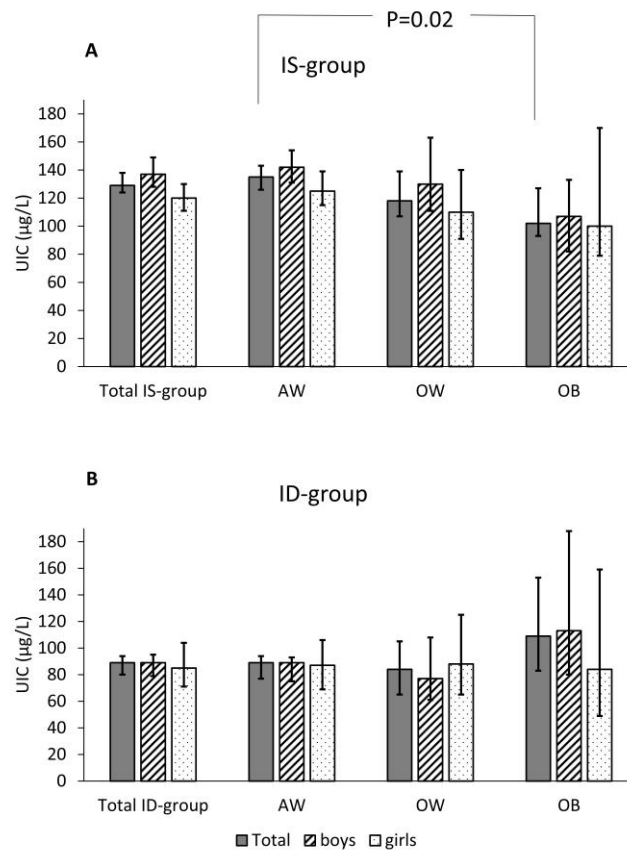 P=0.02
A
IS-group
UIC (µg/L)
180
160
140
120
100
80
60
40
20
0
Total IS-group AW OW OB
B
ID-group
UIC (µg/L)
180
160
140
120
100
80
60
40
20
0
Total ID-group AW OW OB
Total boys girls